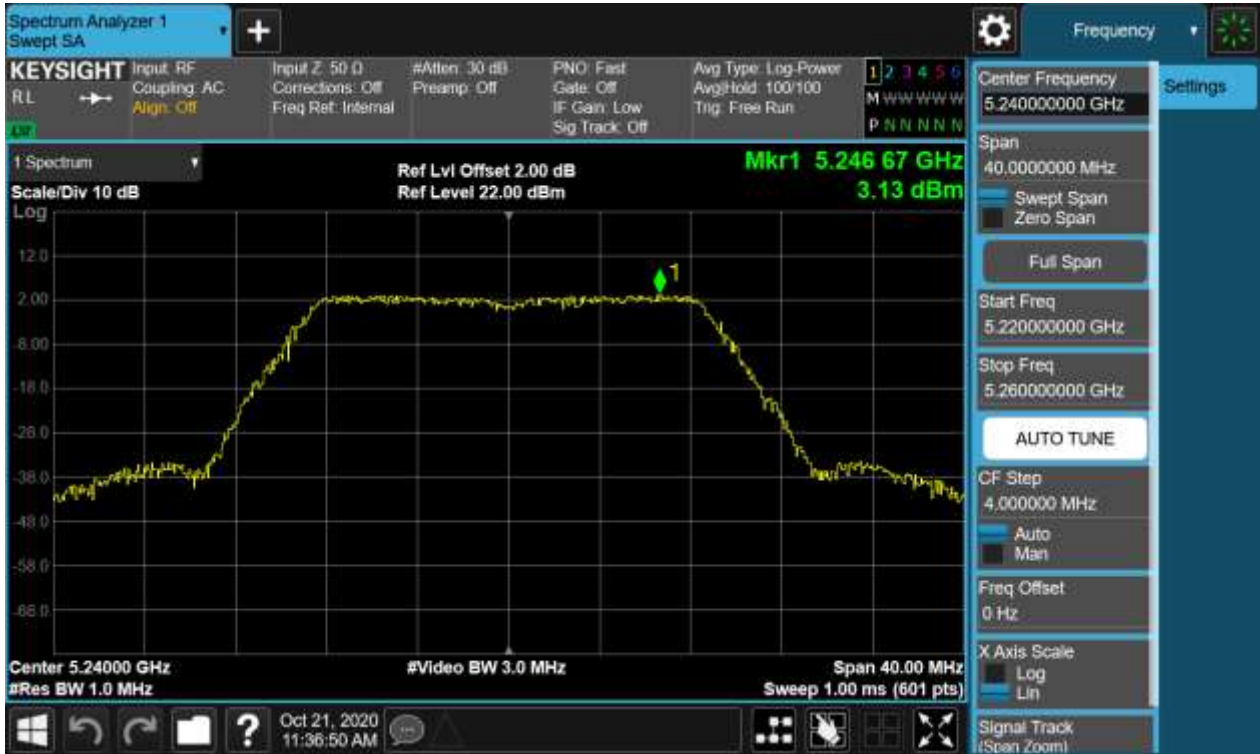 Spectrum Analyzer 1
Swept SA
+
Frequency
KEYSIGHT
RL
Input: RF
Coupling: AC
Align: Off
Input Z: 50 Ω
Corrections: Off
Freq Ref: Internal
#Atten: 30 dB
Preamp: Off
PNO: Fast
Gate: Off
IF Gain: Low
Sig Track: Off
Avg Type: Log-Power
Avg|Hold: 100/100
Trig: Free Run
1 2 3 4 5 6
M W W W W W
P N N N N N
Settings
Center Frequency
5.240000000 GHz
Span
40.0000000 MHz
Swept Span
Zero Span
Full Span
Start Freq
5.220000000 GHz
Stop Freq
5.260000000 GHz
AUTO TUNE
CF Step
4.000000 MHz
Auto
Man
Freq Offset
0 Hz
X Axis Scale
Log
Lin
Signal Track
(Span Zoom)
1 Spectrum
Scale/Div 10 dB
Log
Ref Lvl Offset 2.00 dB
Ref Level 22.00 dBm
Mkr1 5.246 67 GHz
3.13 dBm
1
12.0
2.00
-8.00
-18.0
-28.0
-38.0
-48.0
-58.0
-68.0
Center 5.24000 GHz
#Res BW 1.0 MHz
#Video BW 3.0 MHz
Span 40.00 MHz
Sweep 1.00 ms (601 pts)
?
Oct 21, 2020
11:36:50 AM